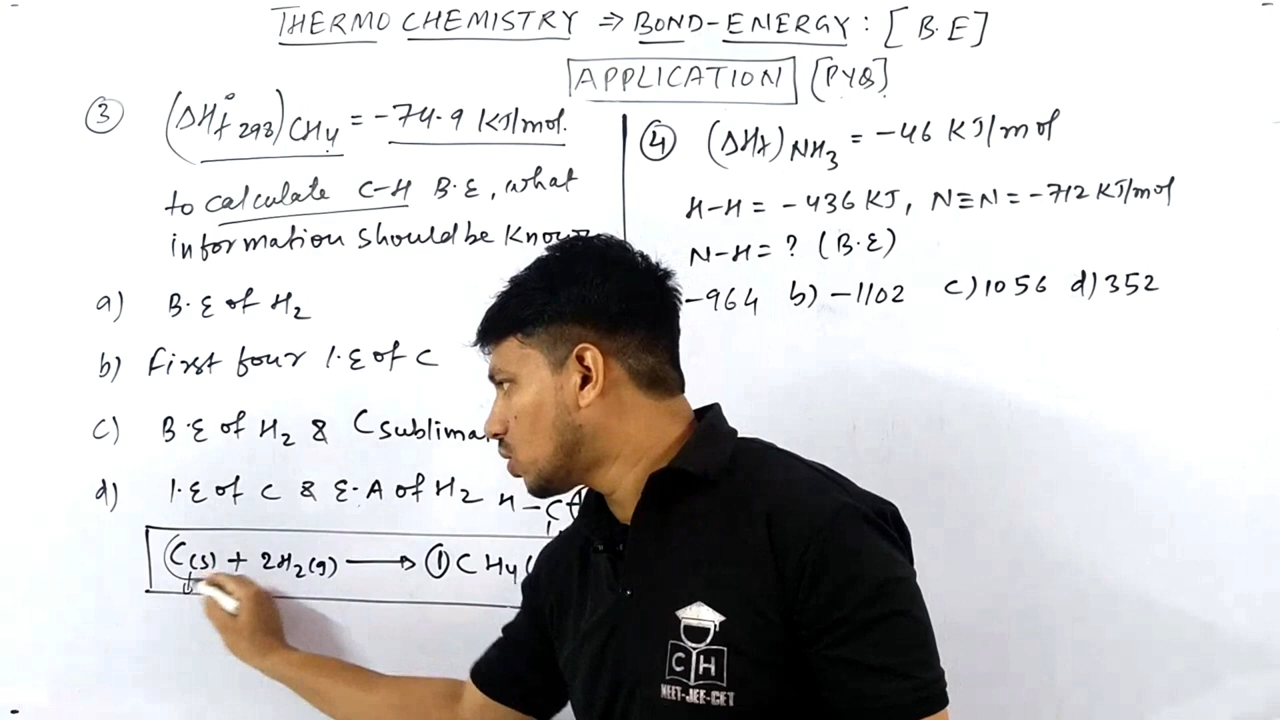 THERMO CHEMISTRY ⇒ BOND-ENERGY : [B.E]
APPLICATION [PYQ]
③ (ΔH°f 298)CH4 = -74.9 KJ/mol.
to calculate C-H B.E, what
information should be known
a) B.E of H2
b) First four I.E of C
c) B.E of H2 & C
d) I.E of C & E.A of H2
H-C
C(s) + 2H2(g) ⟶ ① CH4(
④ (ΔHf)NH3 = -46 KJ/mol
H-H = -436 KJ, N≡N = -712 KJ/mol
N-H = ? (B.E)
-964 b) -1102 c) 1056 d) 352
C H
NEET-JEE-CET